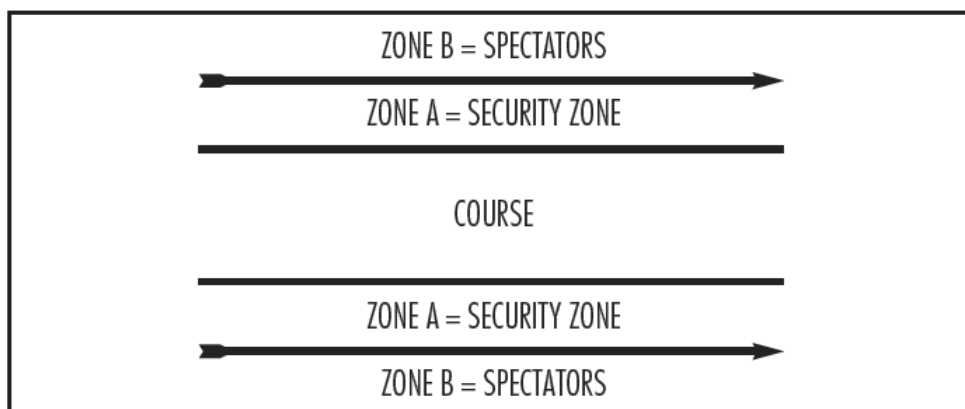 ZONE B = SPECTATORS
ZONE A = SECURITY ZONE
COURSE
ZONE A = SECURITY ZONE
ZONE B = SPECTATORS